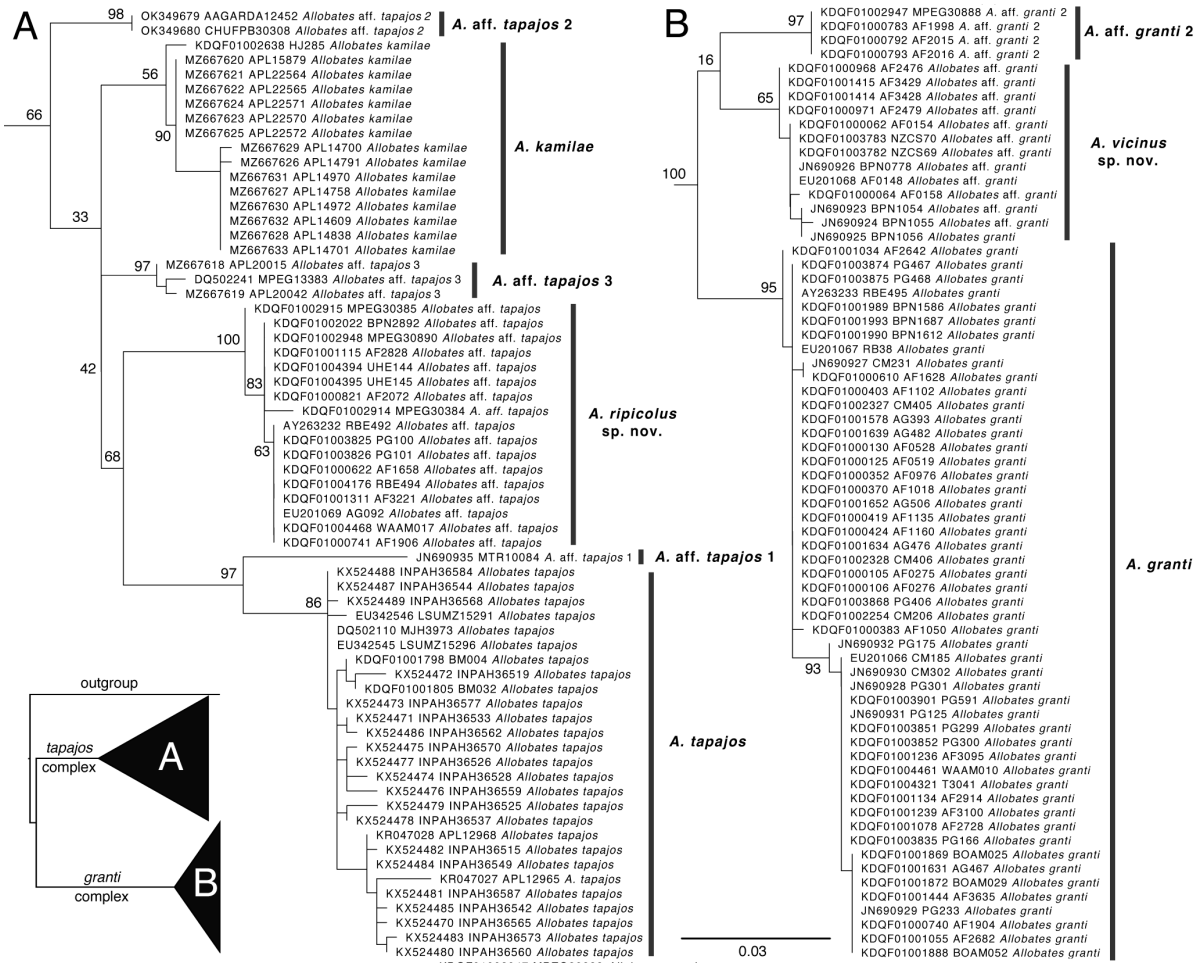 A
98
OK349679 AAGARDA12452 Allobates aff. tapajos 2
OK349680 CHUFPB30308 Allobates aff. tapajos 2
A. aff. tapajos 2
66
56
KDQF01002638 HJ285 Allobates kamilae
MZ667620 APL15879 Allobates kamilae
MZ667621 APL22564 Allobates kamilae
MZ667622 APL22565 Allobates kamilae
MZ667624 APL22571 Allobates kamilae
MZ667623 APL22570 Allobates kamilae
MZ667625 APL22572 Allobates kamilae
90
MZ667629 APL14700 Allobates kamilae
MZ667626 APL14791 Allobates kamilae
MZ667631 APL14970 Allobates kamilae
MZ667627 APL14758 Allobates kamilae
MZ667630 APL14972 Allobates kamilae
MZ667632 APL14609 Allobates kamilae
MZ667628 APL14838 Allobates kamilae
MZ667633 APL14701 Allobates kamilae
A. kamilae
33
97
MZ667618 APL20015 Allobates aff. tapajos 3
DQ502241 MPEG13383 Allobates aff. tapajos 3
MZ667619 APL20042 Allobates aff. tapajos 3
A. aff. tapajos 3
42
100
KDQF01002915 MPEG30385 Allobates aff. tapajos
KDQF01002022 BPN2892 Allobates aff. tapajos
KDQF01002948 MPEG30890 Allobates aff. tapajos
KDQF01001115 AF2828 Allobates aff. tapajos
KDQF01004394 UHE144 Allobates aff. tapajos
KDQF01004395 UHE145 Allobates aff. tapajos
KDQF01000821 AF2072 Allobates aff. tapajos
83
KDQF01002914 MPEG30384 A. aff. tapajos
AY263232 RBE492 Allobates aff. tapajos
KDQF01003825 PG100 Allobates aff. tapajos
63
KDQF01003826 PG101 Allobates aff. tapajos
KDQF01000622 AF1658 Allobates aff. tapajos
KDQF01004176 RBE494 Allobates aff. tapajos
KDQF01001311 AF3221 Allobates aff. tapajos
EU201069 AG092 Allobates aff. tapajos
KDQF01004468 WAAM017 Allobates aff. tapajos
KDQF01000741 AF1906 Allobates aff. tapajos
A. ripicolus
sp. nov.
68
97
JN690935 MTR10084 A. aff. tapajos 1
A. aff. tapajos 1
86
KX524488 INPAH36584 Allobates tapajos
KX524487 INPAH36544 Allobates tapajos
KX524489 INPAH36568 Allobates tapajos
EU342546 LSUMZ15291 Allobates tapajos
DQ502110 MJH3973 Allobates tapajos
EU342545 LSUMZ15296 Allobates tapajos
KDQF01001798 BM004 Allobates tapajos
KX524472 INPAH36519 Allobates tapajos
KDQF01001805 BM032 Allobates tapajos
KX524473 INPAH36577 Allobates tapajos
KX524471 INPAH36533 Allobates tapajos
KX524486 INPAH36562 Allobates tapajos
KX524475 INPAH36570 Allobates tapajos
KX524477 INPAH36526 Allobates tapajos
KX524474 INPAH36528 Allobates tapajos
KX524476 INPAH36559 Allobates tapajos
KX524479 INPAH36525 Allobates tapajos
KX524478 INPAH36537 Allobates tapajos
KR047028 APL12968 Allobates tapajos
KX524482 INPAH36515 Allobates tapajos
KX524484 INPAH36549 Allobates tapajos
KR047027 APL12965 A. tapajos
KX524481 INPAH36587 Allobates tapajos
KX524485 INPAH36542 Allobates tapajos
KX524470 INPAH36565 Allobates tapajos
KX524483 INPAH36573 Allobates tapajos
KX524480 INPAH36560 Allobates tapajos
A. tapajos
outgroup
tapajos
complex
A
granti
complex
B
B
97
KDQF01002947 MPEG30888 A. aff. granti 2
KDQF01000783 AF1998 A. aff. granti 2
KDQF01000792 AF2015 A. aff. granti 2
KDQF01000793 AF2016 A. aff. granti 2
A. aff. granti 2
16
65
KDQF01000968 AF2476 Allobates aff. granti
KDQF01001415 AF3429 Allobates aff. granti
KDQF01001414 AF3428 Allobates aff. granti
KDQF01000971 AF2479 Allobates aff. granti
KDQF01000062 AF0154 Allobates aff. granti
KDQF01003783 NZCS70 Allobates aff. granti
KDQF01003782 NZCS69 Allobates aff. granti
JN690926 BPN0778 Allobates aff. granti
EU201068 AF0148 Allobates aff. granti
KDQF01000064 AF0158 Allobates aff. granti
JN690923 BPN1054 Allobates aff. granti
JN690924 BPN1055 Allobates aff. granti
JN690925 BPN1056 Allobates granti
A. vicinus
sp. nov.
100
95
KDQF01001034 AF2642 Allobates granti
KDQF01003874 PG467 Allobates granti
KDQF01003875 PG468 Allobates granti
AY263233 RBE495 Allobates granti
KDQF01001989 BPN1586 Allobates granti
KDQF01001993 BPN1687 Allobates granti
KDQF01001990 BPN1612 Allobates granti
EU201067 RB38 Allobates granti
JN690927 CM231 Allobates granti
KDQF01000610 AF1628 Allobates granti
KDQF01000403 AF1102 Allobates granti
KDQF01002327 CM405 Allobates granti
KDQF01001578 AG393 Allobates granti
KDQF01001639 AG482 Allobates granti
KDQF01000130 AF0528 Allobates granti
KDQF01000125 AF0519 Allobates granti
KDQF01000352 AF0976 Allobates granti
KDQF01000370 AF1018 Allobates granti
KDQF01001652 AG506 Allobates granti
KDQF01000419 AF1135 Allobates granti
KDQF01000424 AF1160 Allobates granti
KDQF01001634 AG476 Allobates granti
KDQF01002328 CM406 Allobates granti
KDQF01000105 AF0275 Allobates granti
KDQF01000106 AF0276 Allobates granti
KDQF01003868 PG406 Allobates granti
KDQF01002254 CM206 Allobates granti
KDQF01000383 AF1050 Allobates granti
93
JN690932 PG175 Allobates granti
EU201066 CM185 Allobates granti
JN690930 CM302 Allobates granti
JN690928 PG301 Allobates granti
KDQF01003901 PG591 Allobates granti
JN690931 PG125 Allobates granti
KDQF01003851 PG299 Allobates granti
KDQF01003852 PG300 Allobates granti
KDQF01001236 AF3095 Allobates granti
KDQF01004461 WAAM010 Allobates granti
KDQF01004321 T3041 Allobates granti
KDQF01001134 AF2914 Allobates granti
KDQF01001239 AF3100 Allobates granti
KDQF01001078 AF2728 Allobates granti
KDQF01003835 PG166 Allobates granti
KDQF01001869 BOAM025 Allobates granti
KDQF01001631 AG467 Allobates granti
KDQF01001872 BOAM029 Allobates granti
KDQF01001444 AF3635 Allobates granti
JN690929 PG233 Allobates granti
KDQF01000740 AF1904 Allobates granti
KDQF01001055 AF2682 Allobates granti
KDQF01001888 BOAM052 Allobates granti
A. granti
0.03